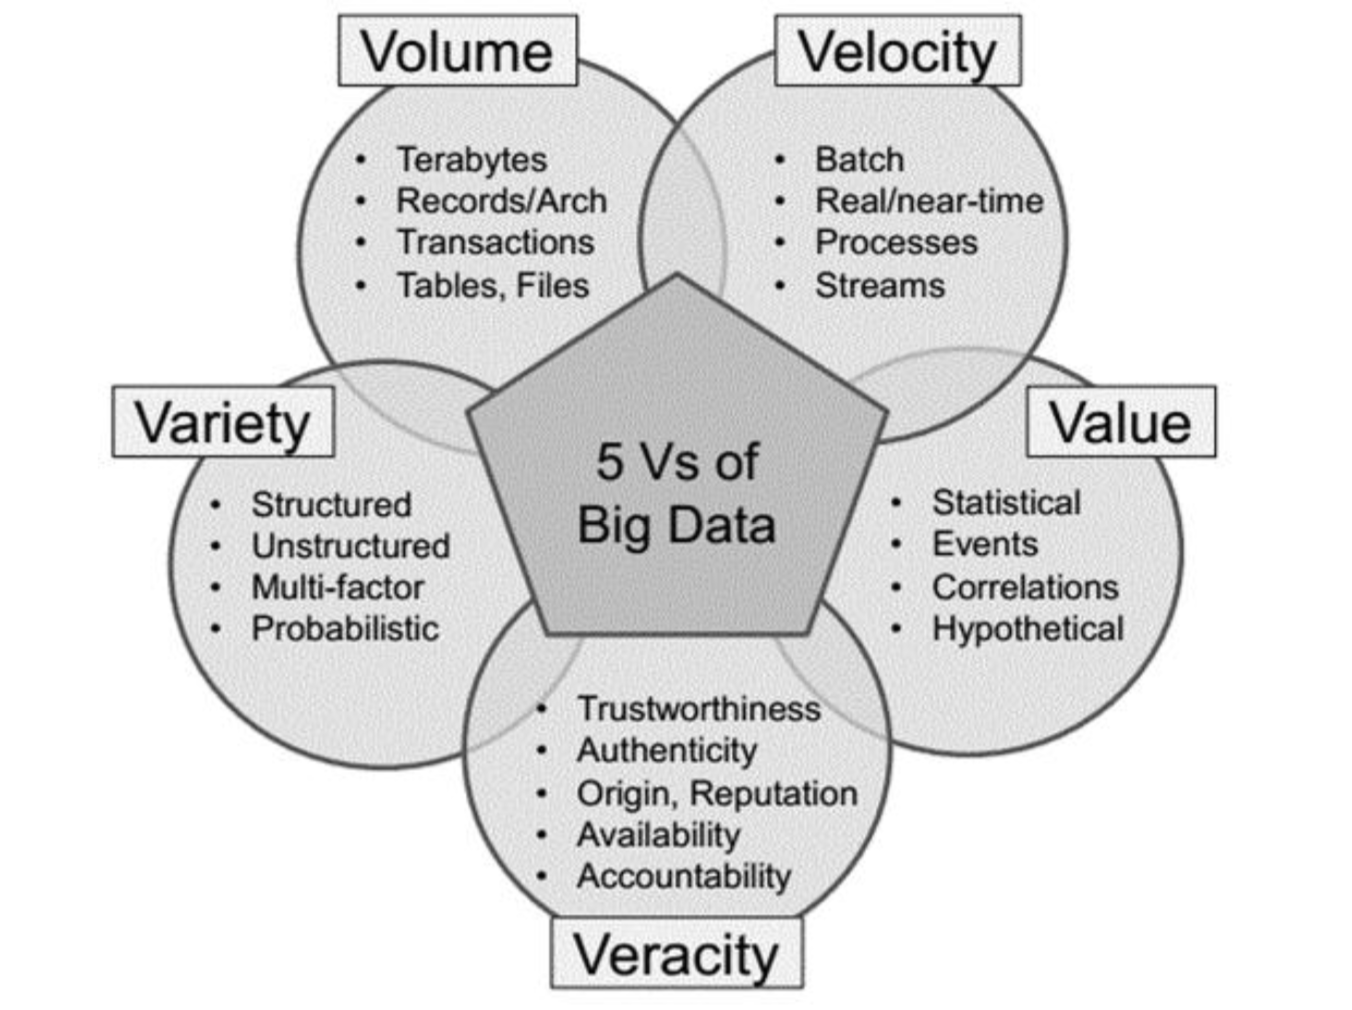 Volume
• Terabytes
• Records/Arch
• Transactions
• Tables, Files
Velocity
• Batch
• Real/near-time
• Processes
• Streams
Variety
• Structured
• Unstructured
• Multi-factor
• Probabilistic
5 Vs of
Big Data
Value
• Statistical
• Events
• Correlations
• Hypothetical
• Trustworthiness
• Authenticity
• Origin, Reputation
• Availability
• Accountability
Veracity